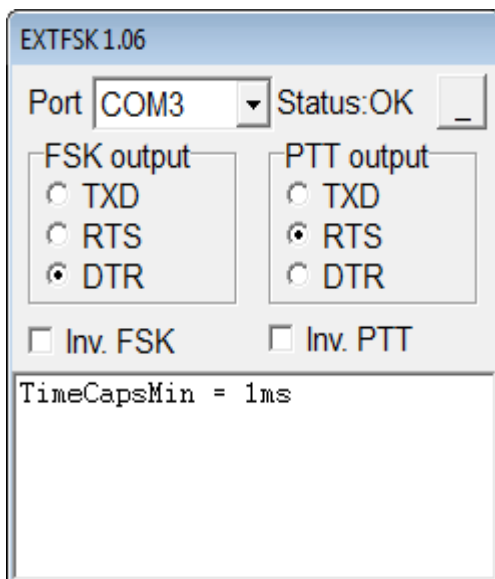 EXTFSK 1.06
Port COM3 Status:OK _
FSK output PTT output
TXD TXD
RTS RTS
DTR DTR
Inv. FSK Inv. PTT
TimeCapsMin = 1ms